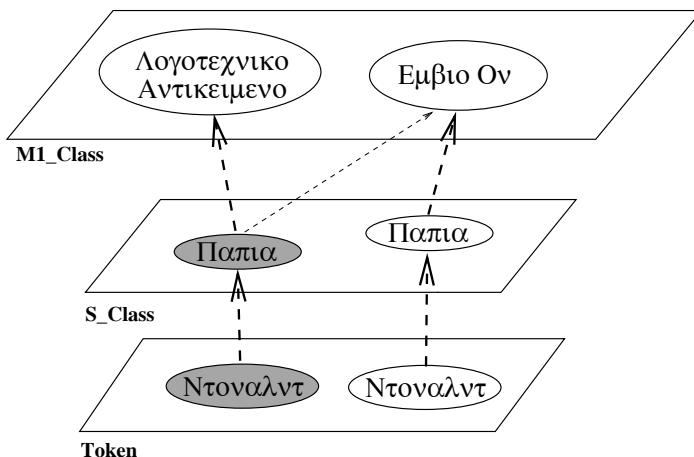 Λογοτεχνικο
Αντικειμενο
Εμβιο Ον
M1_Class
Παπια
Παπια
S_Class
Ντοναλντ
Ντοναλντ
Token